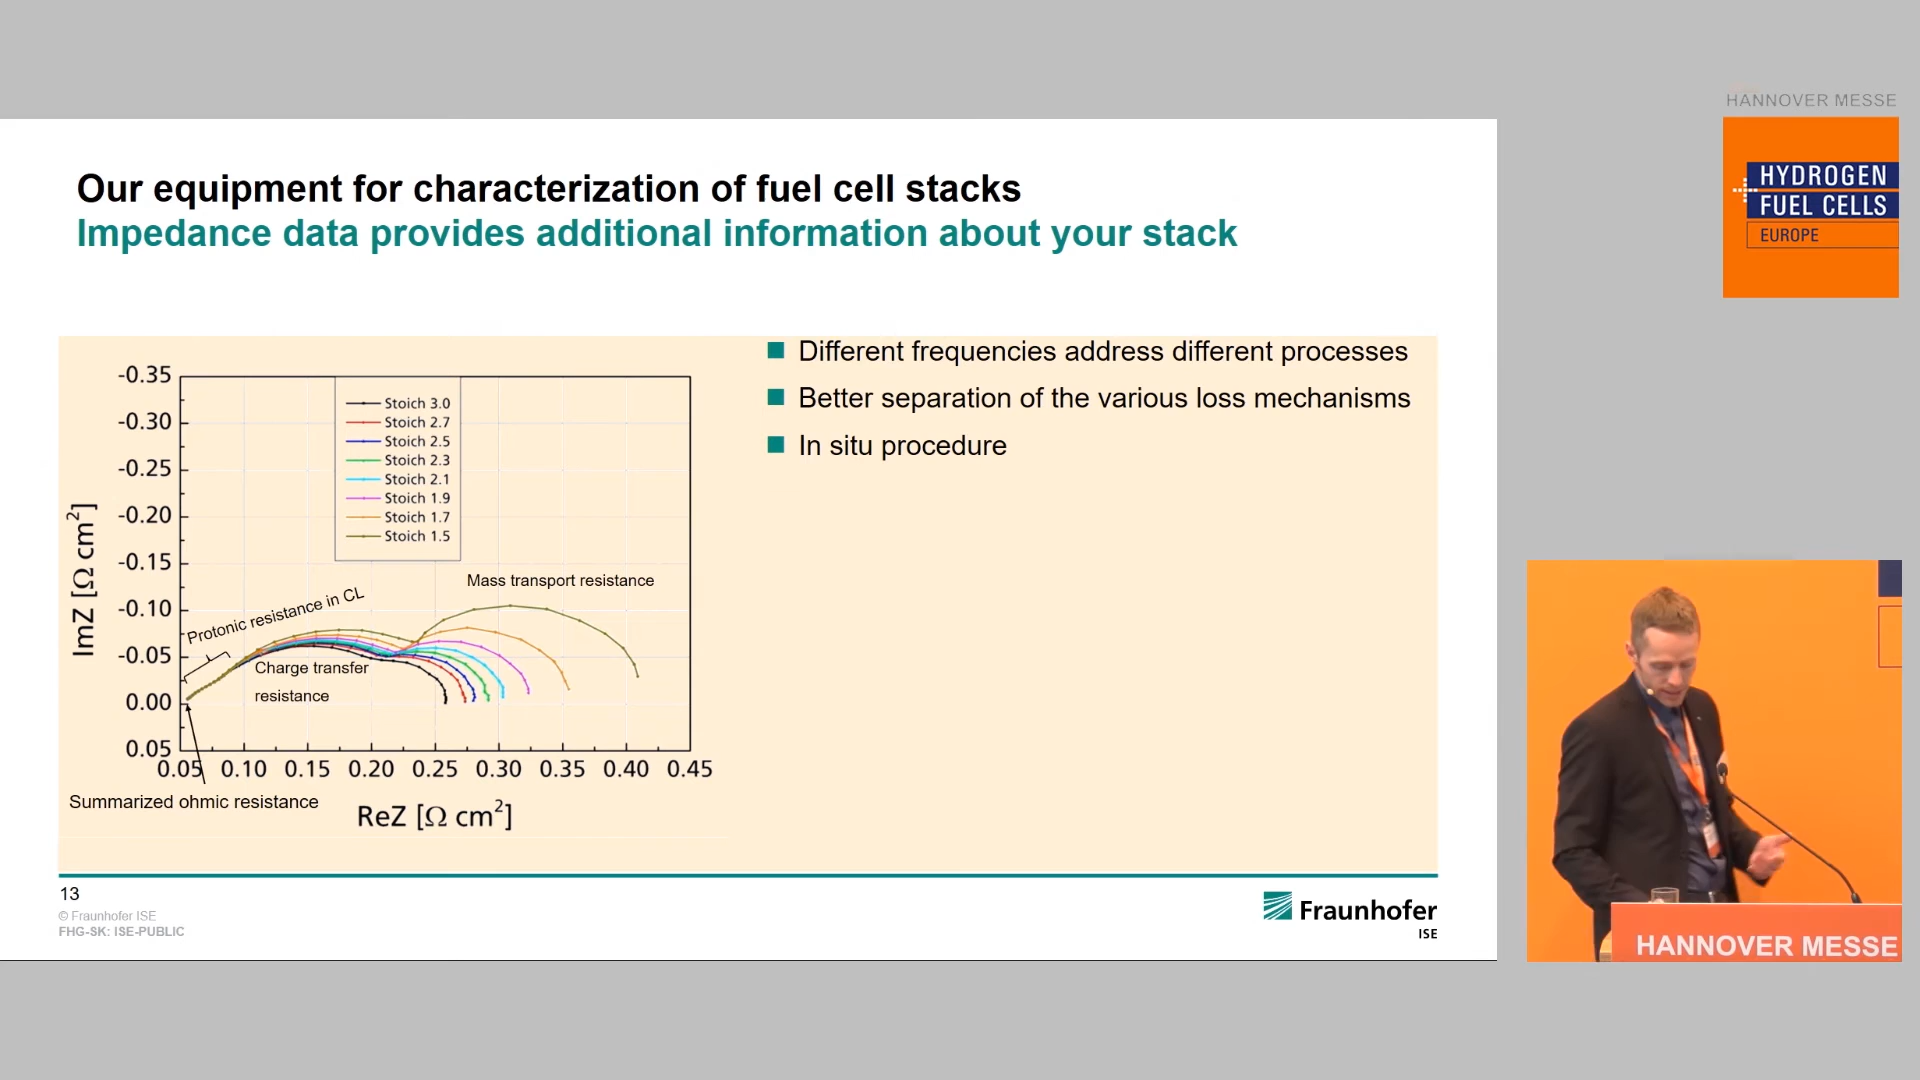 HANNOVER MESSE
HYDROGEN
FUEL CELLS
EUROPE
Our equipment for characterization of fuel cell stacks
Impedance data provides additional information about your stack
Different frequencies address different processes
Better separation of the various loss mechanisms
In situ procedure
-0.35
-0.30
-0.25
-0.20
-0.15
-0.10
-0.05
0.00
0.05
ImZ [Ω cm²]
Stoich 3.0
Stoich 2.7
Stoich 2.5
Stoich 2.3
Stoich 2.1
Stoich 1.9
Stoich 1.7
Stoich 1.5
Mass transport resistance
Protonic resistance in CL
Charge transfer
resistance
0.05 0.10 0.15 0.20 0.25 0.30 0.35 0.40 0.45
Summarized ohmic resistance
ReZ [Ω cm²]
13
© Fraunhofer ISE
FHG-SK: ISE-PUBLIC
Fraunhofer
ISE
HANNOVER MESSE